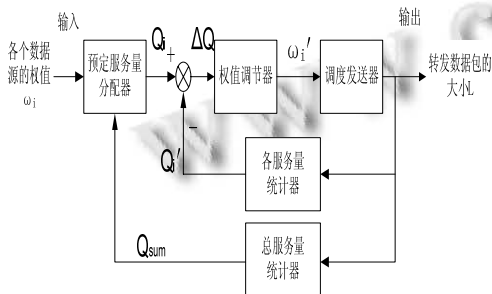 输入
输出
各个数据
源的权值
ωi
预定服务量
分配器
Qi
+
ΔQ
−
权值调节器
ωi′
调度发送器
转发数据包的
大小L
Qi′
各服务量
统计器
Qsum
总服务量
统计器